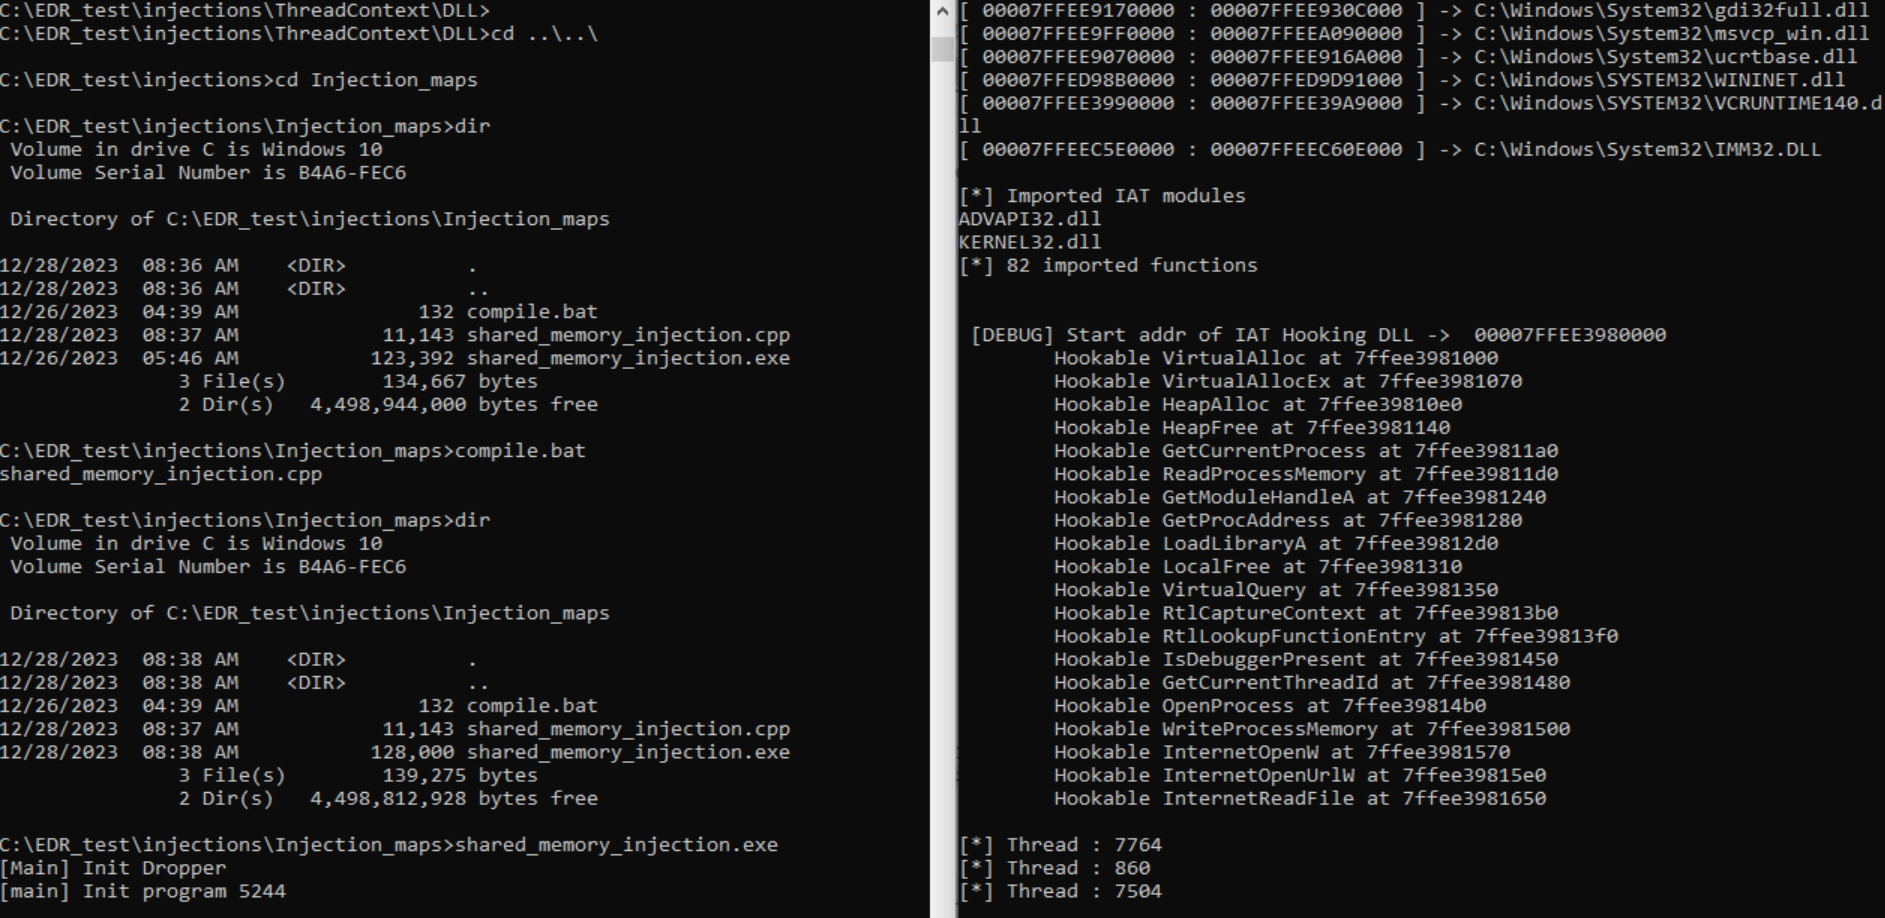 C:\EDR_test\injections\ThreadContext\DLL>
C:\EDR_test\injections\ThreadContext\DLL>cd ..\..\
C:\EDR_test\injections>cd Injection_maps
C:\EDR_test\injections\Injection_maps>dir
Volume in drive C is Windows 10
Volume Serial Number is B4A6-FEC6
Directory of C:\EDR_test\injections\Injection_maps
12/28/2023  08:36 AM    <DIR>          .
12/28/2023  08:36 AM    <DIR>          ..
12/26/2023  04:39 AM               132 compile.bat
12/28/2023  08:37 AM            11,143 shared_memory_injection.cpp
12/26/2023  05:46 AM           123,392 shared_memory_injection.exe
3 File(s)        134,667 bytes
2 Dir(s)   4,498,944,000 bytes free
C:\EDR_test\injections\Injection_maps>compile.bat
shared_memory_injection.cpp
C:\EDR_test\injections\Injection_maps>dir
Volume in drive C is Windows 10
Volume Serial Number is B4A6-FEC6
Directory of C:\EDR_test\injections\Injection_maps
12/28/2023  08:38 AM    <DIR>          .
12/28/2023  08:38 AM    <DIR>          ..
12/26/2023  04:39 AM               132 compile.bat
12/28/2023  08:37 AM            11,143 shared_memory_injection.cpp
12/28/2023  08:38 AM           128,000 shared_memory_injection.exe
3 File(s)        139,275 bytes
2 Dir(s)   4,498,812,928 bytes free
C:\EDR_test\injections\Injection_maps>shared_memory_injection.exe
[Main] Init Dropper
[main] Init program 5244
[ 00007FFEE9170000 : 00007FFEE930C000 ] -> C:\Windows\System32\gdi32full.dll
[ 00007FFEE9FF0000 : 00007FFEEA090000 ] -> C:\Windows\System32\msvcp_win.dll
[ 00007FFEE9070000 : 00007FFEE916A000 ] -> C:\Windows\System32\ucrtbase.dll
[ 00007FFED98B0000 : 00007FFED9D91000 ] -> C:\Windows\SYSTEM32\WININET.dll
[ 00007FFEE3990000 : 00007FFEE39A9000 ] -> C:\Windows\SYSTEM32\VCRUNTIME140.d
ll
[ 00007FFEEC5E0000 : 00007FFEEC60E000 ] -> C:\Windows\System32\IMM32.DLL
[*] Imported IAT modules
ADVAPI32.dll
KERNEL32.dll
[*] 82 imported functions
[DEBUG] Start addr of IAT Hooking DLL ->  00007FFEE3980000
Hookable VirtualAlloc at 7ffee3981000
Hookable VirtualAllocEx at 7ffee3981070
Hookable HeapAlloc at 7ffee39810e0
Hookable HeapFree at 7ffee3981140
Hookable GetCurrentProcess at 7ffee39811a0
Hookable ReadProcessMemory at 7ffee39811d0
Hookable GetModuleHandleA at 7ffee3981240
Hookable GetProcAddress at 7ffee3981280
Hookable LoadLibraryA at 7ffee39812d0
Hookable LocalFree at 7ffee3981310
Hookable VirtualQuery at 7ffee3981350
Hookable RtlCaptureContext at 7ffee39813b0
Hookable RtlLookupFunctionEntry at 7ffee39813f0
Hookable IsDebuggerPresent at 7ffee3981450
Hookable GetCurrentThreadId at 7ffee3981480
Hookable OpenProcess at 7ffee39814b0
Hookable WriteProcessMemory at 7ffee3981500
Hookable InternetOpenW at 7ffee3981570
Hookable InternetOpenUrlW at 7ffee39815e0
Hookable InternetReadFile at 7ffee3981650
[*] Thread : 7764
[*] Thread : 860
[*] Thread : 7504